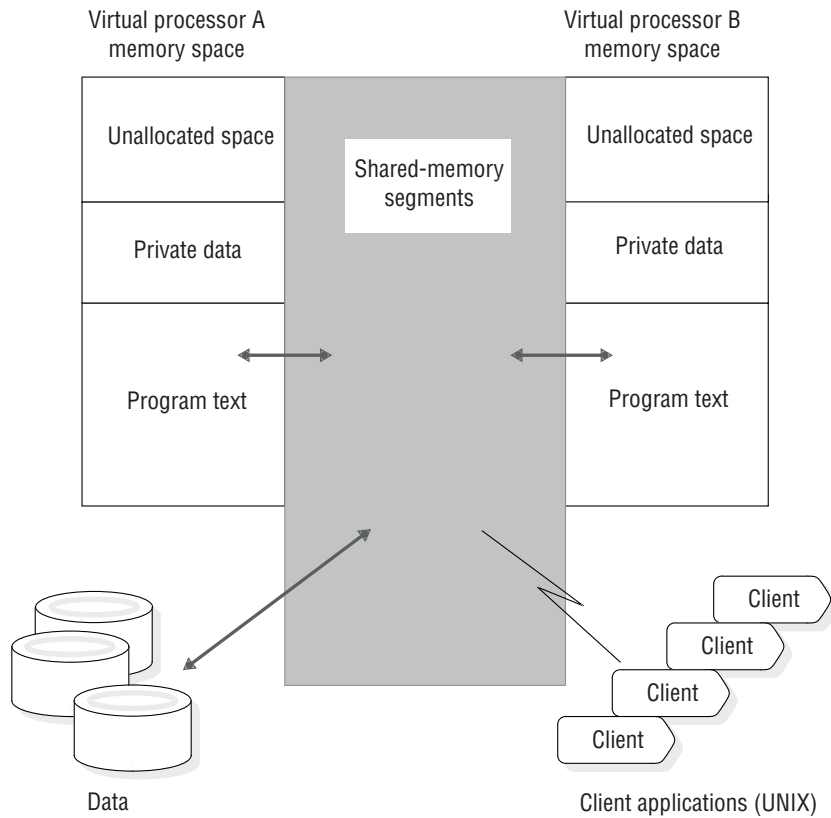 Virtual processor A
memory space
Virtual processor B
memory space
Unallocated space
Shared-memory
segments
Unallocated space
Private data
Private data
Program text
Program text
Client
Client
Client
Client
Data
Client applications (UNIX)